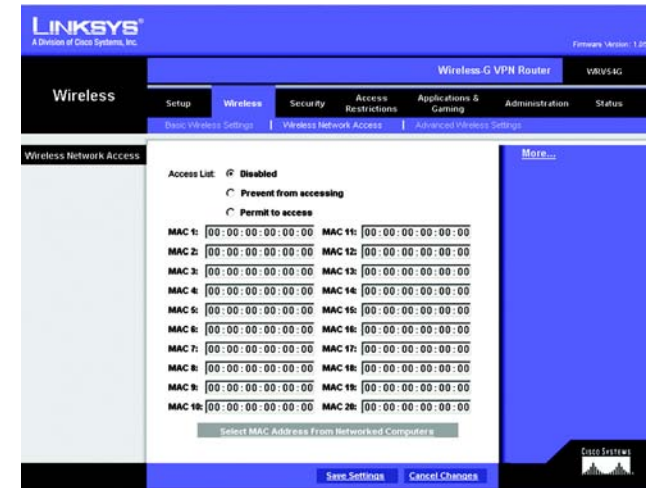 LINKSYS®
A Division of Cisco Systems, Inc.
Firmware Version: 1.05
Wireless-G VPN Router WRV54G
Wireless
Setup Wireless Security Access Restrictions Applications & Gaming Administration Status
Basic Wireless Settings | Wireless Network Access | Advanced Wireless Settings
Wireless Network Access
More...
Access List: Disabled
Prevent from accessing
Permit to access
MAC 1: 00:00:00:00:00:00 MAC 11: 00:00:00:00:00:00
MAC 2: 00:00:00:00:00:00 MAC 12: 00:00:00:00:00:00
MAC 3: 00:00:00:00:00:00 MAC 13: 00:00:00:00:00:00
MAC 4: 00:00:00:00:00:00 MAC 14: 00:00:00:00:00:00
MAC 5: 00:00:00:00:00:00 MAC 15: 00:00:00:00:00:00
MAC 6: 00:00:00:00:00:00 MAC 16: 00:00:00:00:00:00
MAC 7: 00:00:00:00:00:00 MAC 17: 00:00:00:00:00:00
MAC 8: 00:00:00:00:00:00 MAC 18: 00:00:00:00:00:00
MAC 9: 00:00:00:00:00:00 MAC 19: 00:00:00:00:00:00
MAC 10: 00:00:00:00:00:00 MAC 20: 00:00:00:00:00:00
Select MAC Address From Networked Computers
Save Settings Cancel Changes
CISCO SYSTEMS